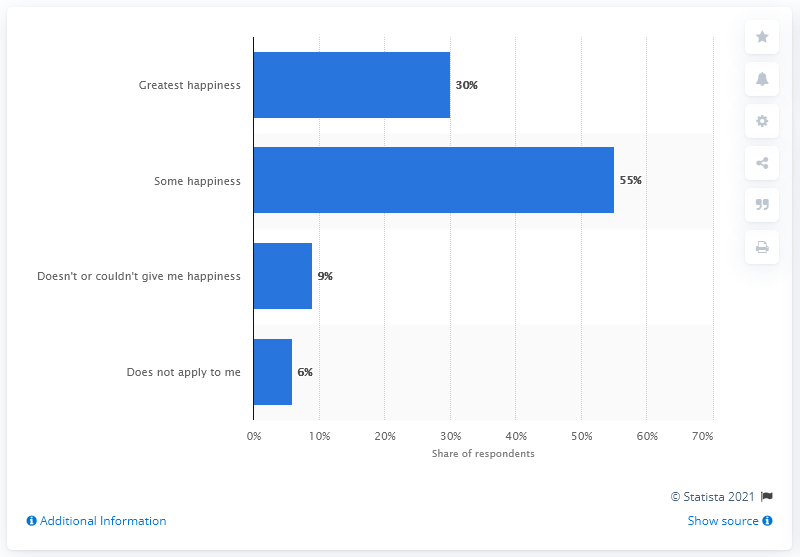 Greatest happiness 30%
Some happiness 55%
Doesn't or couldn't give me happiness 9%
Does not apply to me 6%
0% 10% 20% 30% 40% 50% 60% 70%
Share of respondents
© Statista 2021
Additional Information Show source